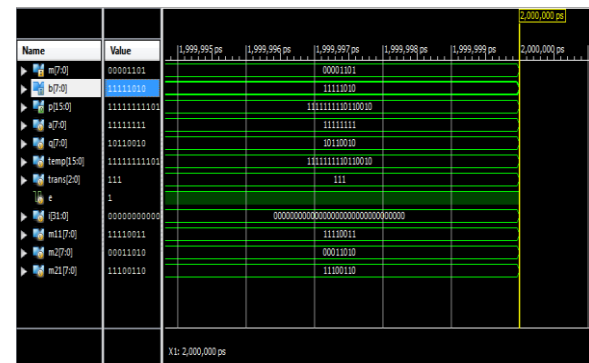 2,000,000 ps
Name Value 1,999,995 ps 1,999,996 ps 1,999,997 ps 1,999,998 ps 1,999,999 ps 2,000,000 ps
m[7:0] 00001101 00001101
b[7:0] 11111010 11111010
p[15:0] 11111111101 1111111110110010
a[7:0] 11111111 11111111
q[7:0] 10110010 10110010
temp[15:0] 11111111101 1111111110110010
trans[2:0] 111 111
e 1
i[31:0] 00000000000 00000000000000000000000000000000
m11[7:0] 11110011 11110011
m2[7:0] 00011010 00011010
m21[7:0] 11100110 11100110
X1: 2,000,000 ps